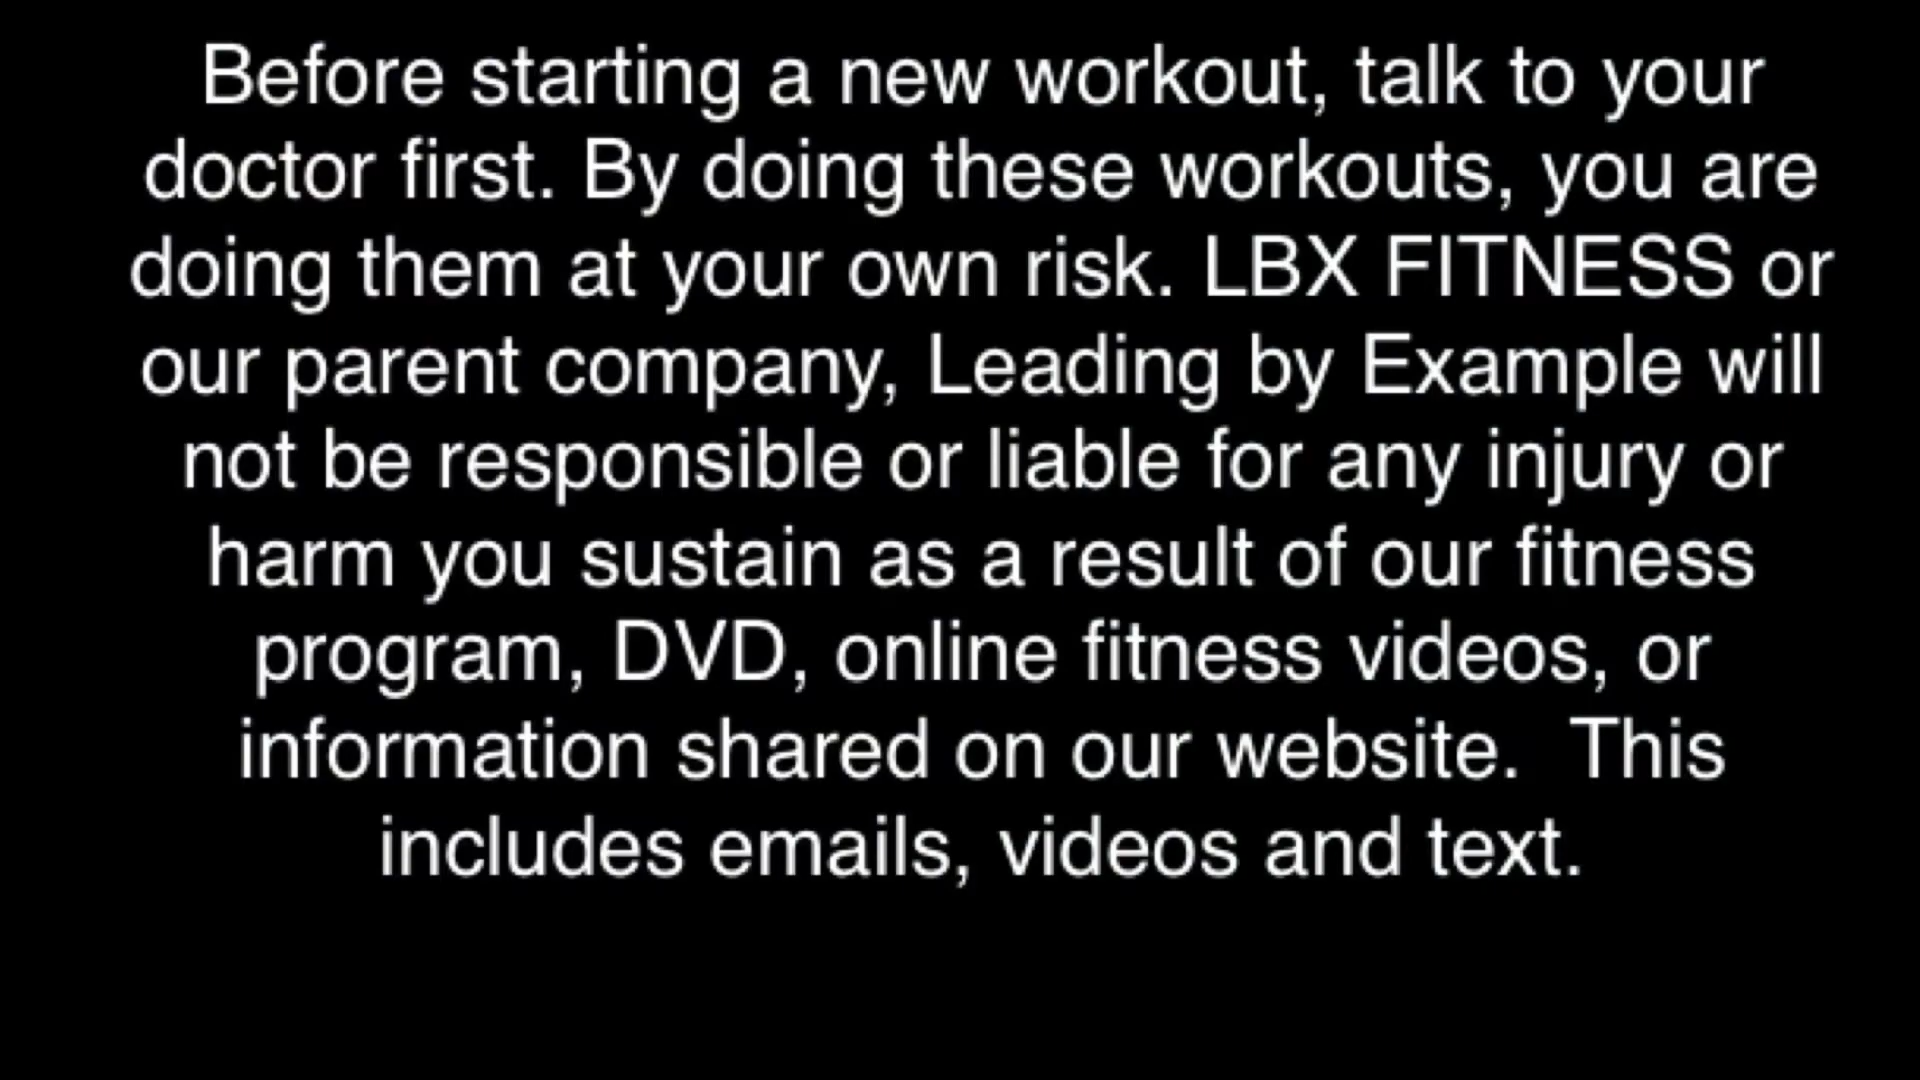 Before starting a new workout, talk to your
doctor first. By doing these workouts, you are
doing them at your own risk. LBX FITNESS or
our parent company, Leading by Example will
not be responsible or liable for any injury or
harm you sustain as a result of our fitness
program, DVD, online fitness videos, or
information shared on our website.  This
includes emails, videos and text.